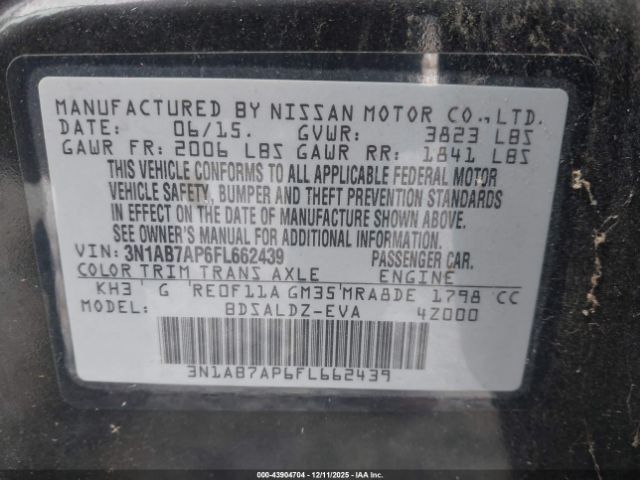 MANUFACTURED BY NISSAN MOTOR CO., LTD.
DATE: 06/15. GVWR: 3823 LBS
GAWR FR: 2006 LBS GAWR RR: 1841 LBS
THIS VEHICLE CONFORMS TO ALL APPLICABLE FEDERAL MOTOR
VEHICLE SAFETY, BUMPER AND THEFT PREVENTION STANDARDS
IN EFFECT ON THE DATE OF MANUFACTURE SHOWN ABOVE.
SEE OWNER'S MANUAL FOR ADDITIONAL INFORMATION.
VIN: 3N1AB7AP6FL662439 PASSENGER CAR.
COLOR TRIM TRANS AXLE ENGINE
KH3 G RE0F11A GM35 MRA8DE 1798 CC
MODEL: BDSALDZ-EVA 4Z000
3N1AB7AP6FL662439
000-43904704 - 12/11/2025 - IAAI.COM